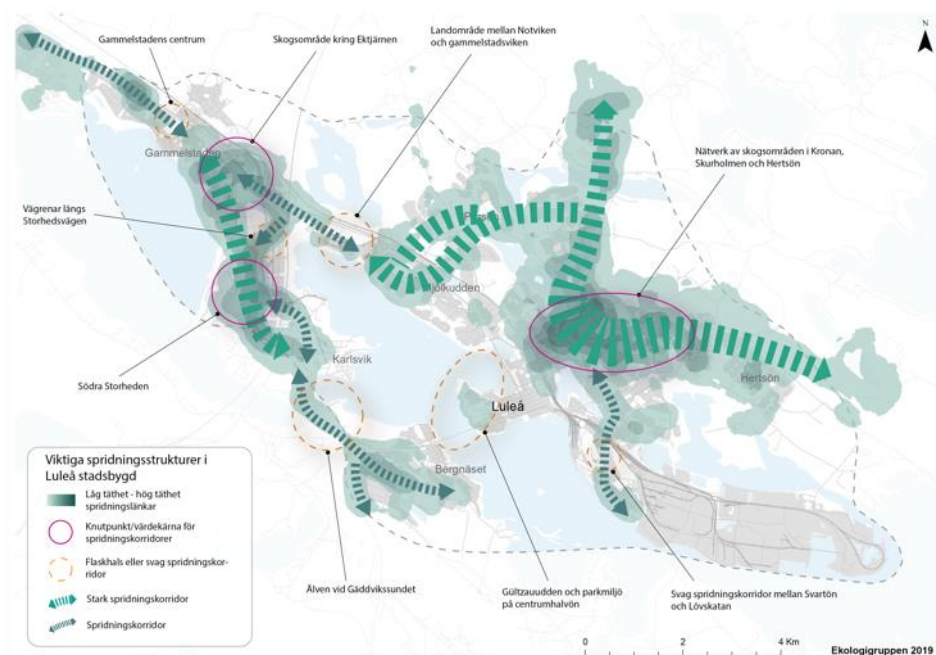 Gammelstadens centrum
Skogsområde kring Ektjärnen
Landområde mellan Notviken
och gammelstadsviken
N
Nätverk av skogsområden i Kronan,
Skurholmen och Hertsön
Gammelstaden
Vägrenar längs
Storhedsvägen
Mjölkudden
Karlsvik
Södra Storheden
Hertsön
Luleå
Bergnäset
Viktiga spridningsstrukturer i
Luleå stadsbygd
Låg täthet - hög täthet
spridningslänkar
Knutpunkt/värdekärna för
spridningskorridorer
Flaskhals eller svag spridningskor-
ridor
Stark spridningskorridor
Spridningskorridor
Älven vid Gäddvikssundet
Gültzauudden och parkmiljö
på centrumhalvön
Svag spridningskorridor mellan Svartön
och Lövskatan
0 2 4 Km
Ekologigruppen 2019